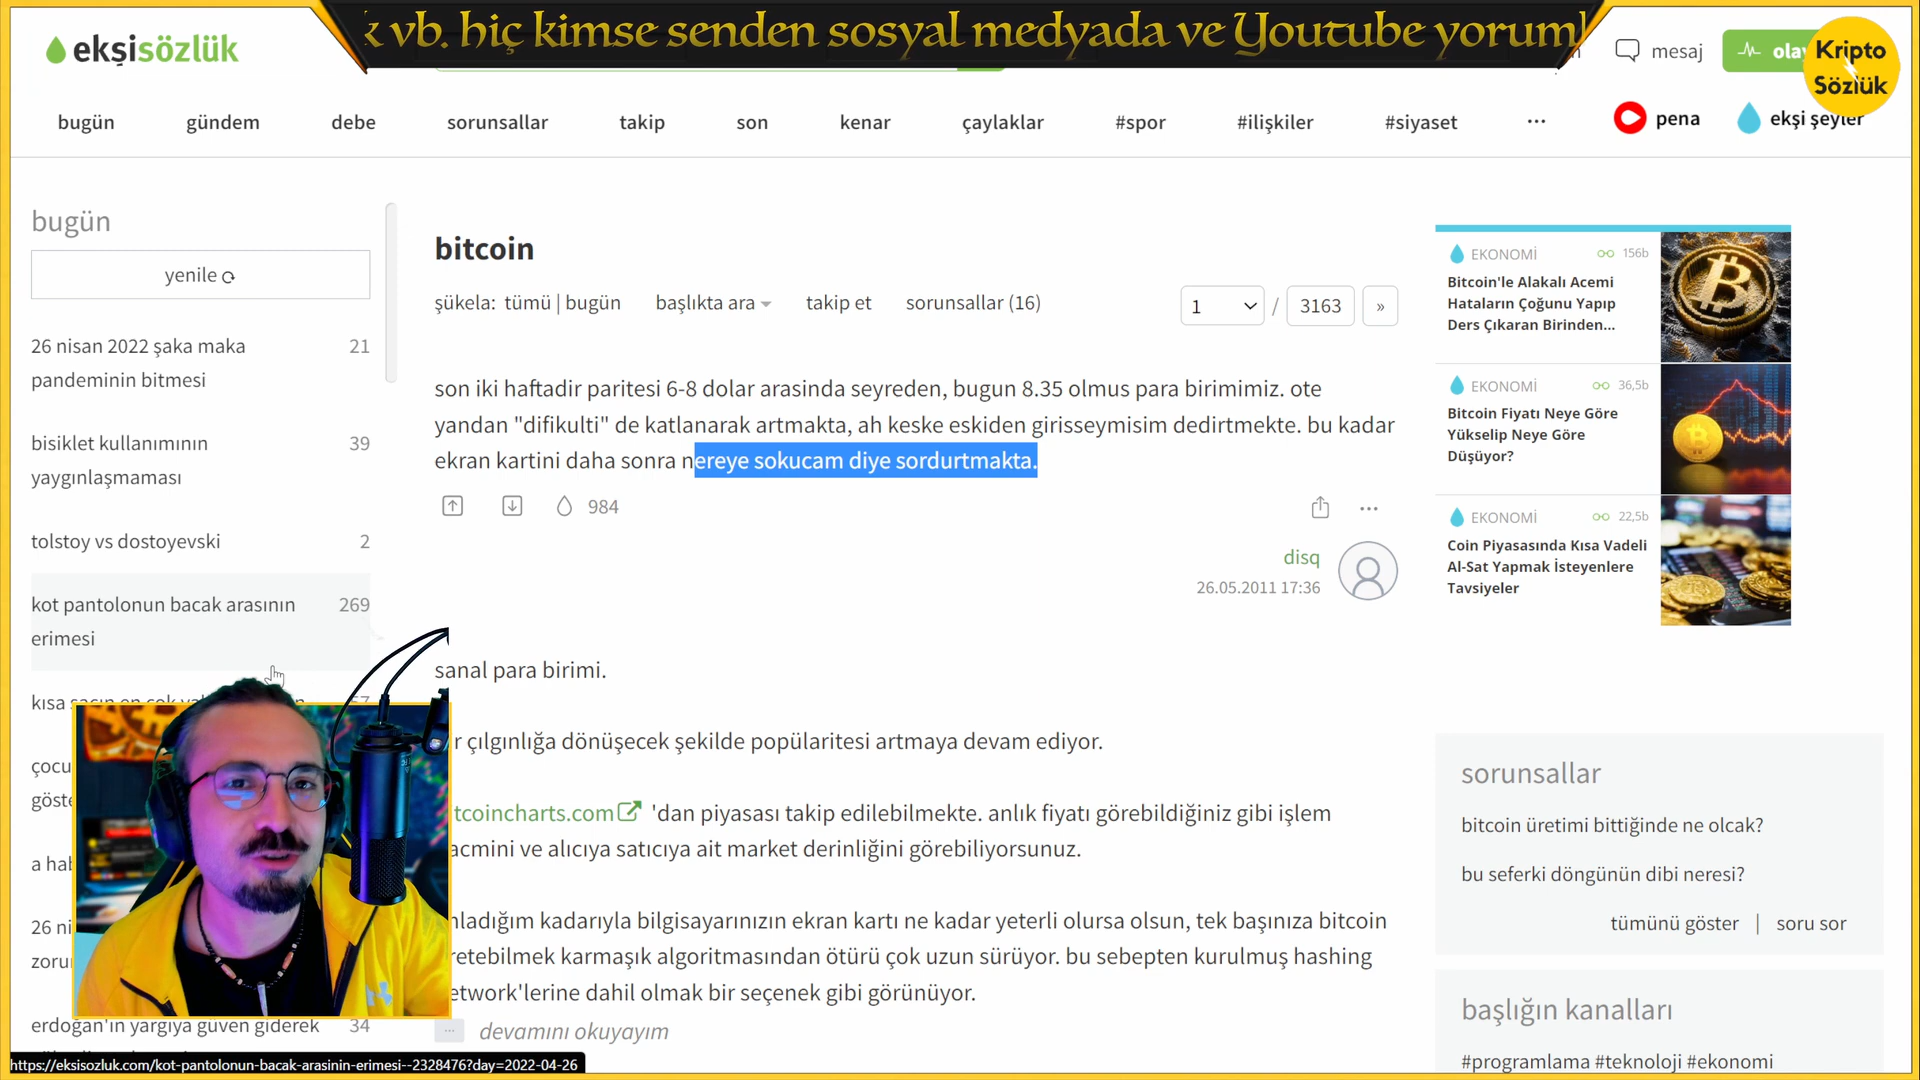 k vb. hiç kimse senden sosyal medyada ve Youtube yoruml
ekşisözlük
mesaj
olay
Kripto
Sözlük
bugün gündem debe sorunsallar takip son kenar çaylaklar #spor #ilişkiler #siyaset ...
pena
ekşi şeyler
bugün
yenile
26 nisan 2022 şaka maka 21
pandeminin bitmesi
bisiklet kullanımının 39
yaygınlaşmaması
tolstoy vs dostoyevski 2
kot pantolonun bacak arasının 269
erimesi
kısa
çocu
göste
a hab
26 ni
zorun
erdoğan'ın yargıya güven giderek 34
bitcoin
şükela: tümü | bugün başlıkta ara takip et sorunsallar (16)
1 / 3163 »
son iki haftadir paritesi 6-8 dolar arasinda seyreden, bugun 8.35 olmus para birimimiz. ote
yandan "difikulti" de katlanarak artmakta, ah keske eskiden girisseymisim dedirtmekte. bu kadar
ekran kartini daha sonra nereye sokucam diye sordurtmakta.
984
...
disq
26.05.2011 17:36
sanal para birimi.
r çılgınlığa dönüşecek şekilde popülaritesi artmaya devam ediyor.
tcoincharts.com 'dan piyasası takip edilebilmekte. anlık fiyatı görebildiğiniz gibi işlem
acmini ve alıcıya satıcıya ait market derinliğini görebiliyorsunuz.
nladığım kadarıyla bilgisayarınızın ekran kartı ne kadar yeterli olursa olsun, tek başınıza bitcoin
retebilmek karmaşık algoritmasından ötürü çok uzun sürüyor. bu sebepten kurulmuş hashing
etwork'lerine dahil olmak bir seçenek gibi görünüyor.
... devamını okuyayım
EKONOMİ 156b
Bitcoin'le Alakalı Acemi
Hataların Çoğunu Yapıp
Ders Çıkaran Birinden...
EKONOMİ 36,5b
Bitcoin Fiyatı Neye Göre
Yükselip Neye Göre
Düşüyor?
EKONOMİ 22,5b
Coin Piyasasında Kısa Vadeli
Al-Sat Yapmak İsteyenlere
Tavsiyeler
sorunsallar
bitcoin üretimi bittiğinde ne olcak?
bu seferki döngünün dibi neresi?
tümünü göster | soru sor
başlığın kanalları
#programlama #teknoloji #ekonomi
https://eksisozluk.com/kot-pantolonun-bacak-arasinin-erimesi--2328476?day=2022-04-26